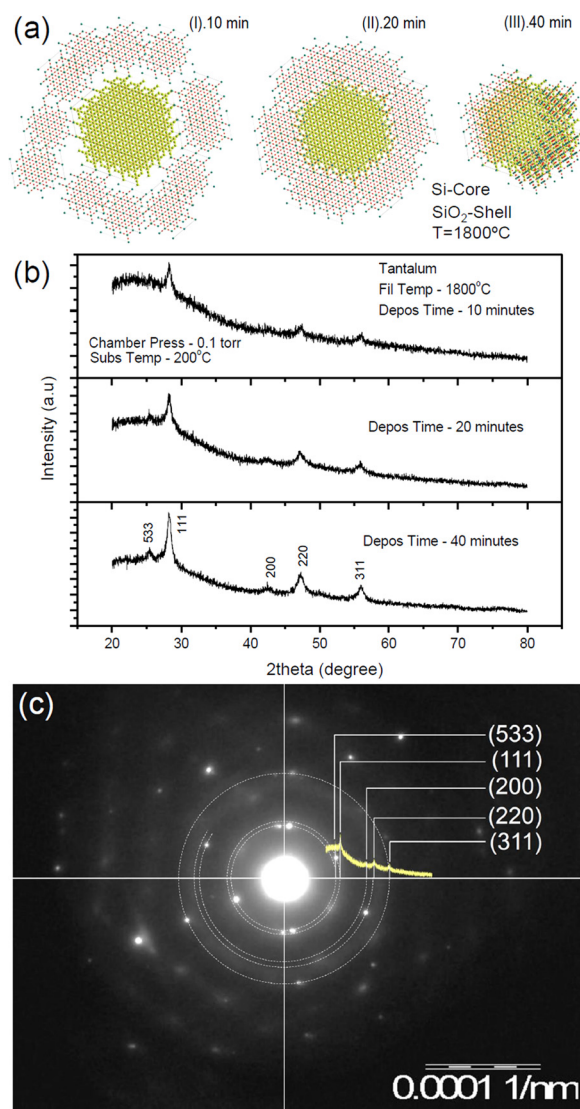 (a)
(I).10 min
(II).20 min
(III).40 min
Si-Core
SiO₂-Shell
T=1800ºC
(b)
Tantalum
Fil Temp - 1800°C
Depos Time - 10 minutes
Chamber Press - 0.1 torr
Subs Temp - 200°C
Depos Time - 20 minutes
Depos Time - 40 minutes
533
111
200
220
311
Intensity (a.u)
20 30 40 50 60 70 80
2theta (degree)
(c)
(533)
(111)
(200)
(220)
(311)
0.0001 1/nm